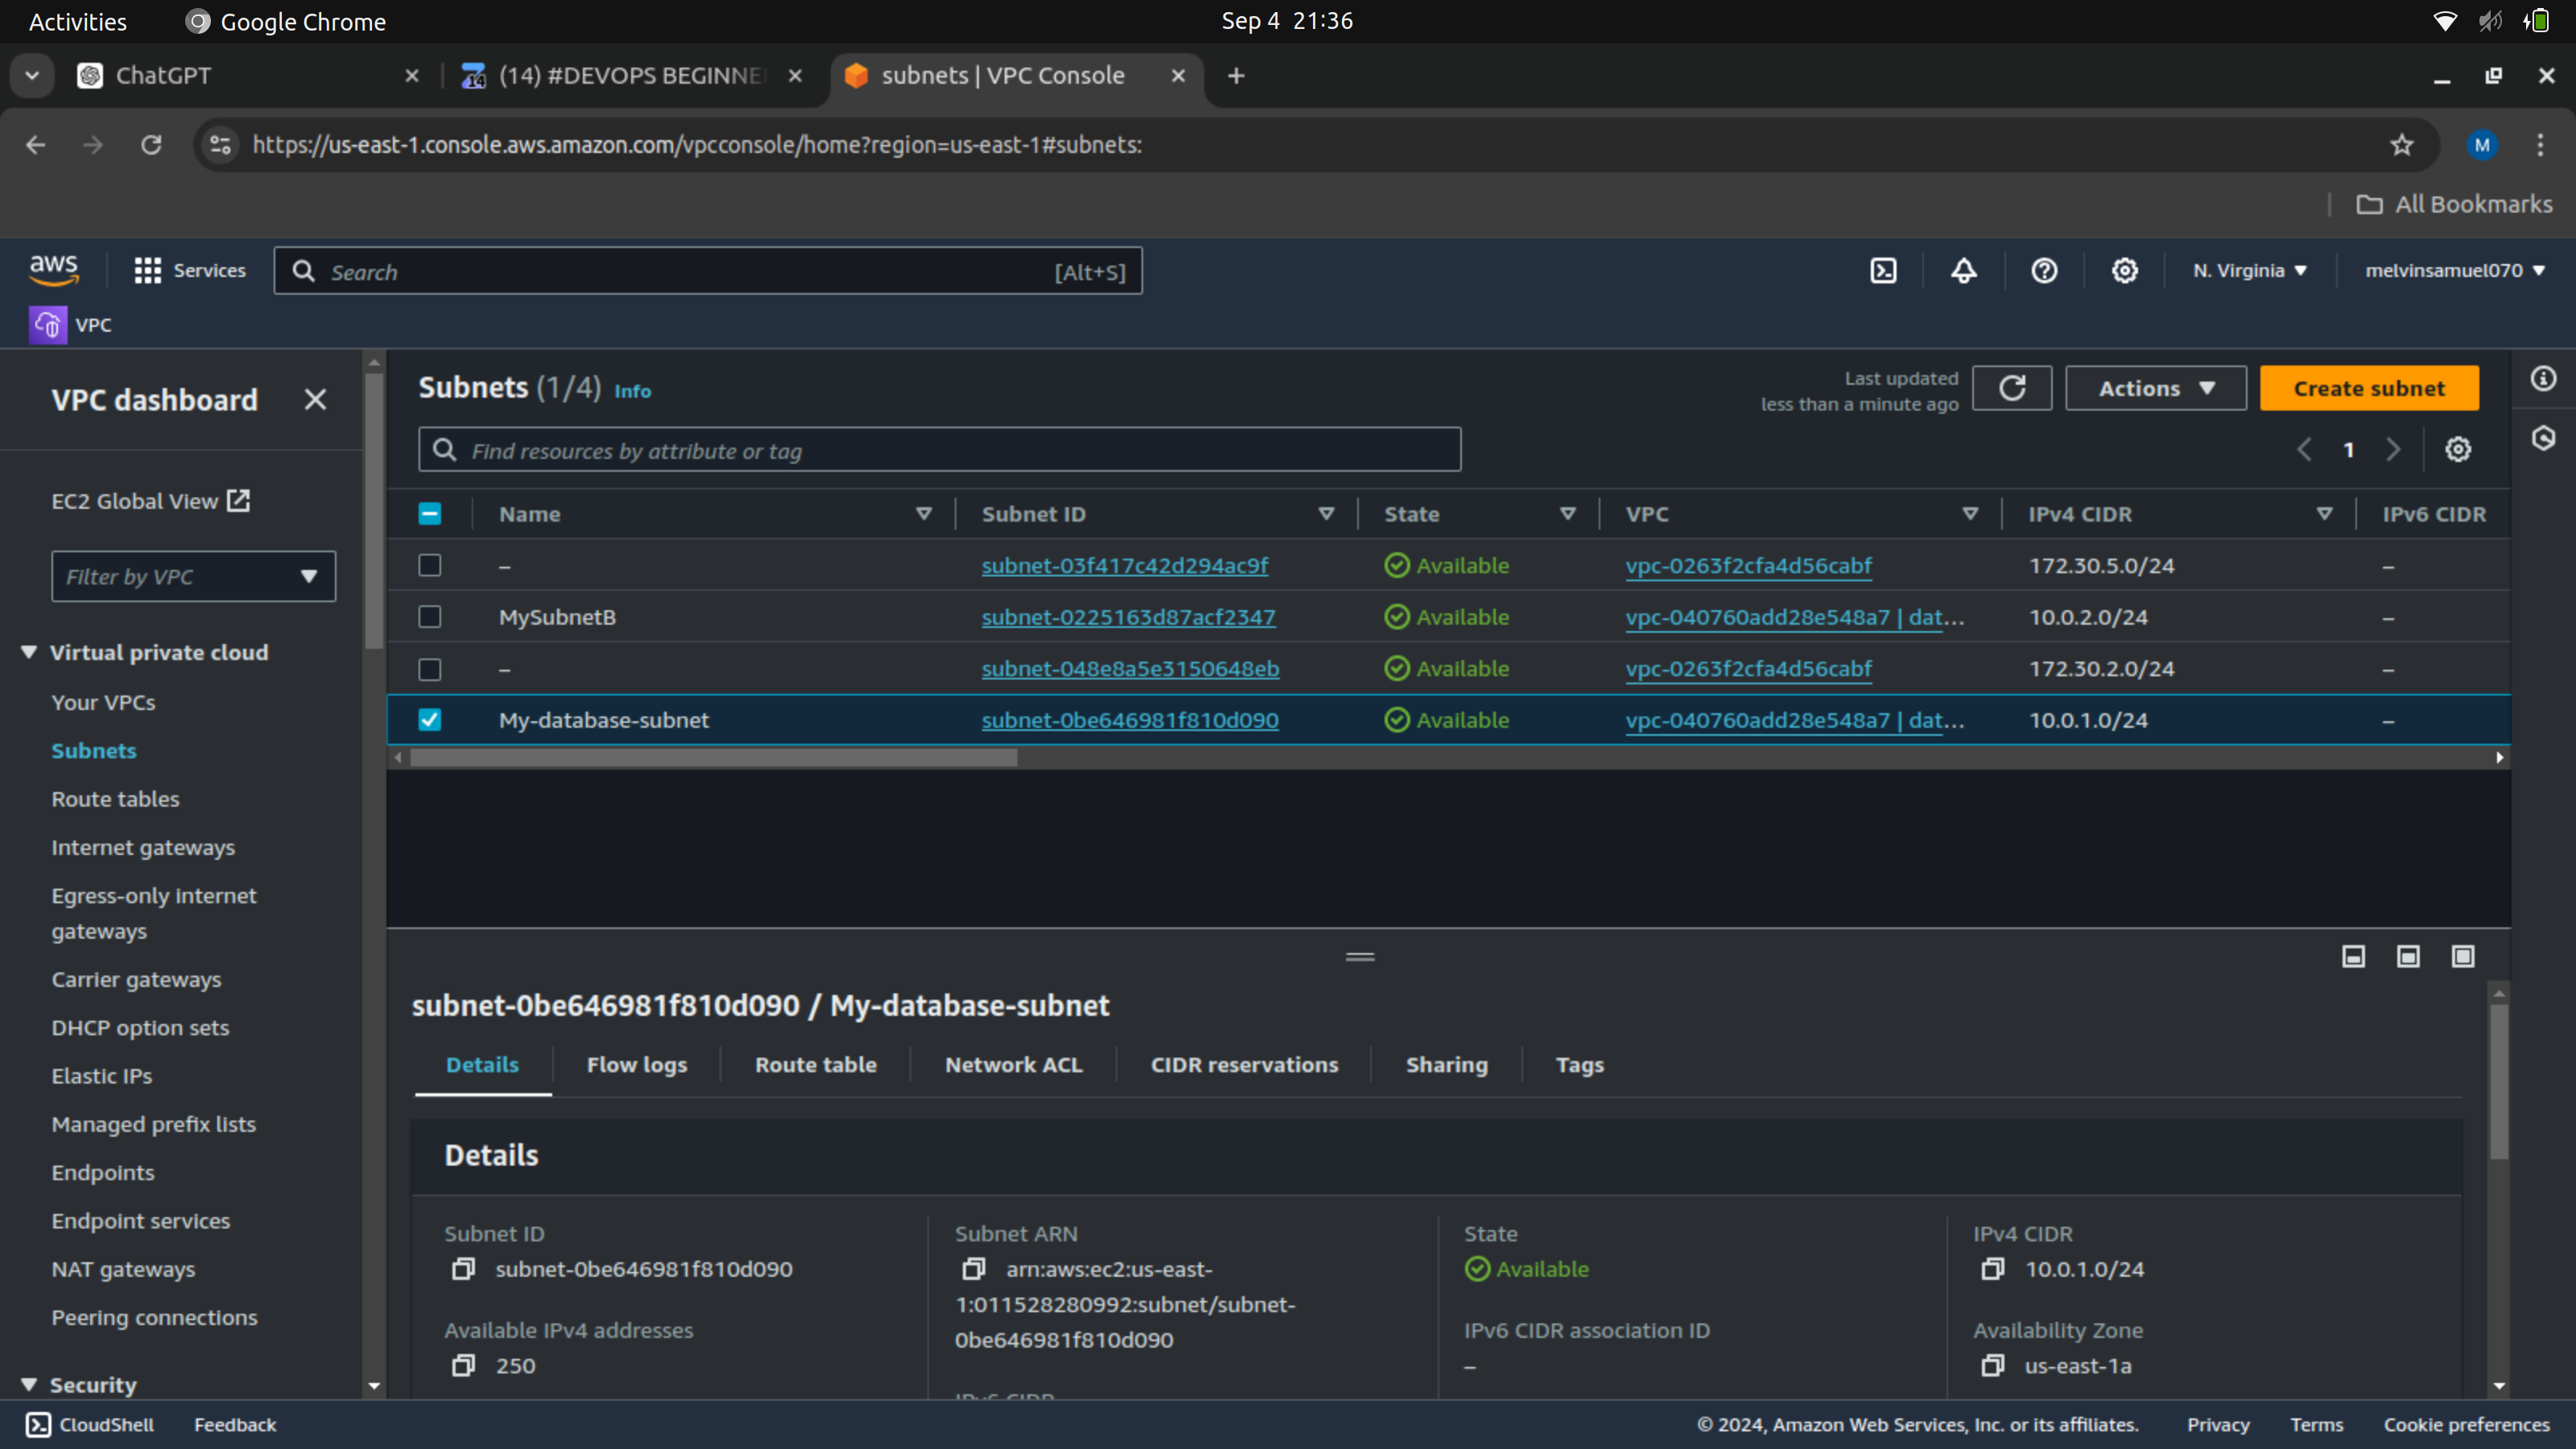 Activities
Google Chrome
Sep 4 21:36
ChatGPT
(14) #DEVOPS BEGINNE
subnets | VPC Console
https://us-east-1.console.aws.amazon.com/vpcconsole/home?region=us-east-1#subnets:
M
All Bookmarks
aws
Services
Search
[Alt+S]
N. Virginia
melvinsamuel070
VPC
VPC dashboard
EC2 Global View
Filter by VPC
Virtual private cloud
Your VPCs
Subnets
Route tables
Internet gateways
Egress-only internet
gateways
Carrier gateways
DHCP option sets
Elastic IPs
Managed prefix lists
Endpoints
Endpoint services
NAT gateways
Peering connections
Security
Subnets (1/4) Info
Last updated
less than a minute ago
Actions
Create subnet
Find resources by attribute or tag
1
Name Subnet ID State VPC IPv4 CIDR IPv6 CIDR
– subnet-03f417c42d294ac9f Available vpc-0263f2cfa4d56cabf 172.30.5.0/24 –
MySubnetB subnet-0225163d87acf2347 Available vpc-040760add28e548a7 | dat... 10.0.2.0/24 –
– subnet-048e8a5e3150648eb Available vpc-0263f2cfa4d56cabf 172.30.2.0/24 –
My-database-subnet subnet-0be646981f810d090 Available vpc-040760add28e548a7 | dat... 10.0.1.0/24 –
subnet-0be646981f810d090 / My-database-subnet
Details Flow logs Route table Network ACL CIDR reservations Sharing Tags
Details
Subnet ID
subnet-0be646981f810d090
Available IPv4 addresses
250
Subnet ARN
arn:aws:ec2:us-east-
1:011528280992:subnet/subnet-
0be646981f810d090
IPv6 CIDR
State
Available
IPv6 CIDR association ID
–
IPv4 CIDR
10.0.1.0/24
Availability Zone
us-east-1a
CloudShell
Feedback
© 2024, Amazon Web Services, Inc. or its affiliates.
Privacy
Terms
Cookie preferences